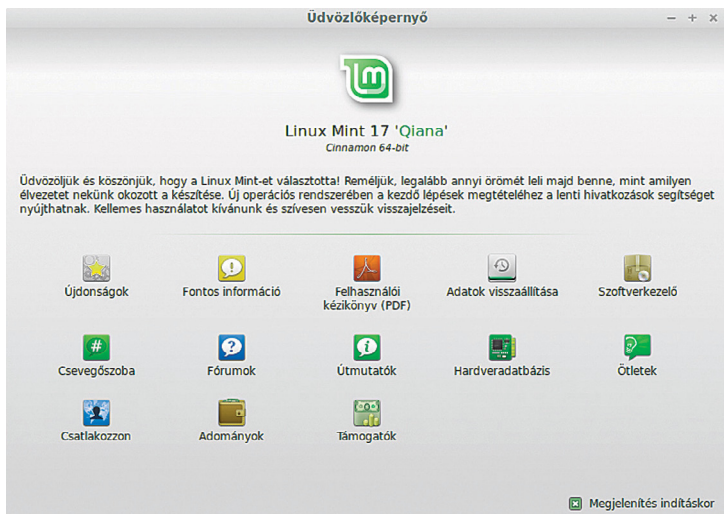 Üdvözlőképernyő
Linux Mint 17 'Qiana'
Cinnamon 64-bit
Üdvözöljük és köszönjük, hogy a Linux Mint-et választotta! Reméljük, legalább annyi örömét leli majd benne, mint amilyen
élvezetet nekünk okozott a készítése. Új operációs rendszerében a kezdő lépések megtételéhez a lenti hivatkozások segítséget
nyújthatnak. Kellemes használatot kívánunk és szívesen vesszük visszajelzéseit.
Újdonságok
Fontos információ
Felhasználói
kézikönyv (PDF)
Adatok visszaállítása
Szoftverkezelő
Csevegőszoba
Fórumok
Útmutatók
Hardveradatbázis
Ötletek
Csatlakozzon
Adományok
Támogatók
Megjelenítés indításkor